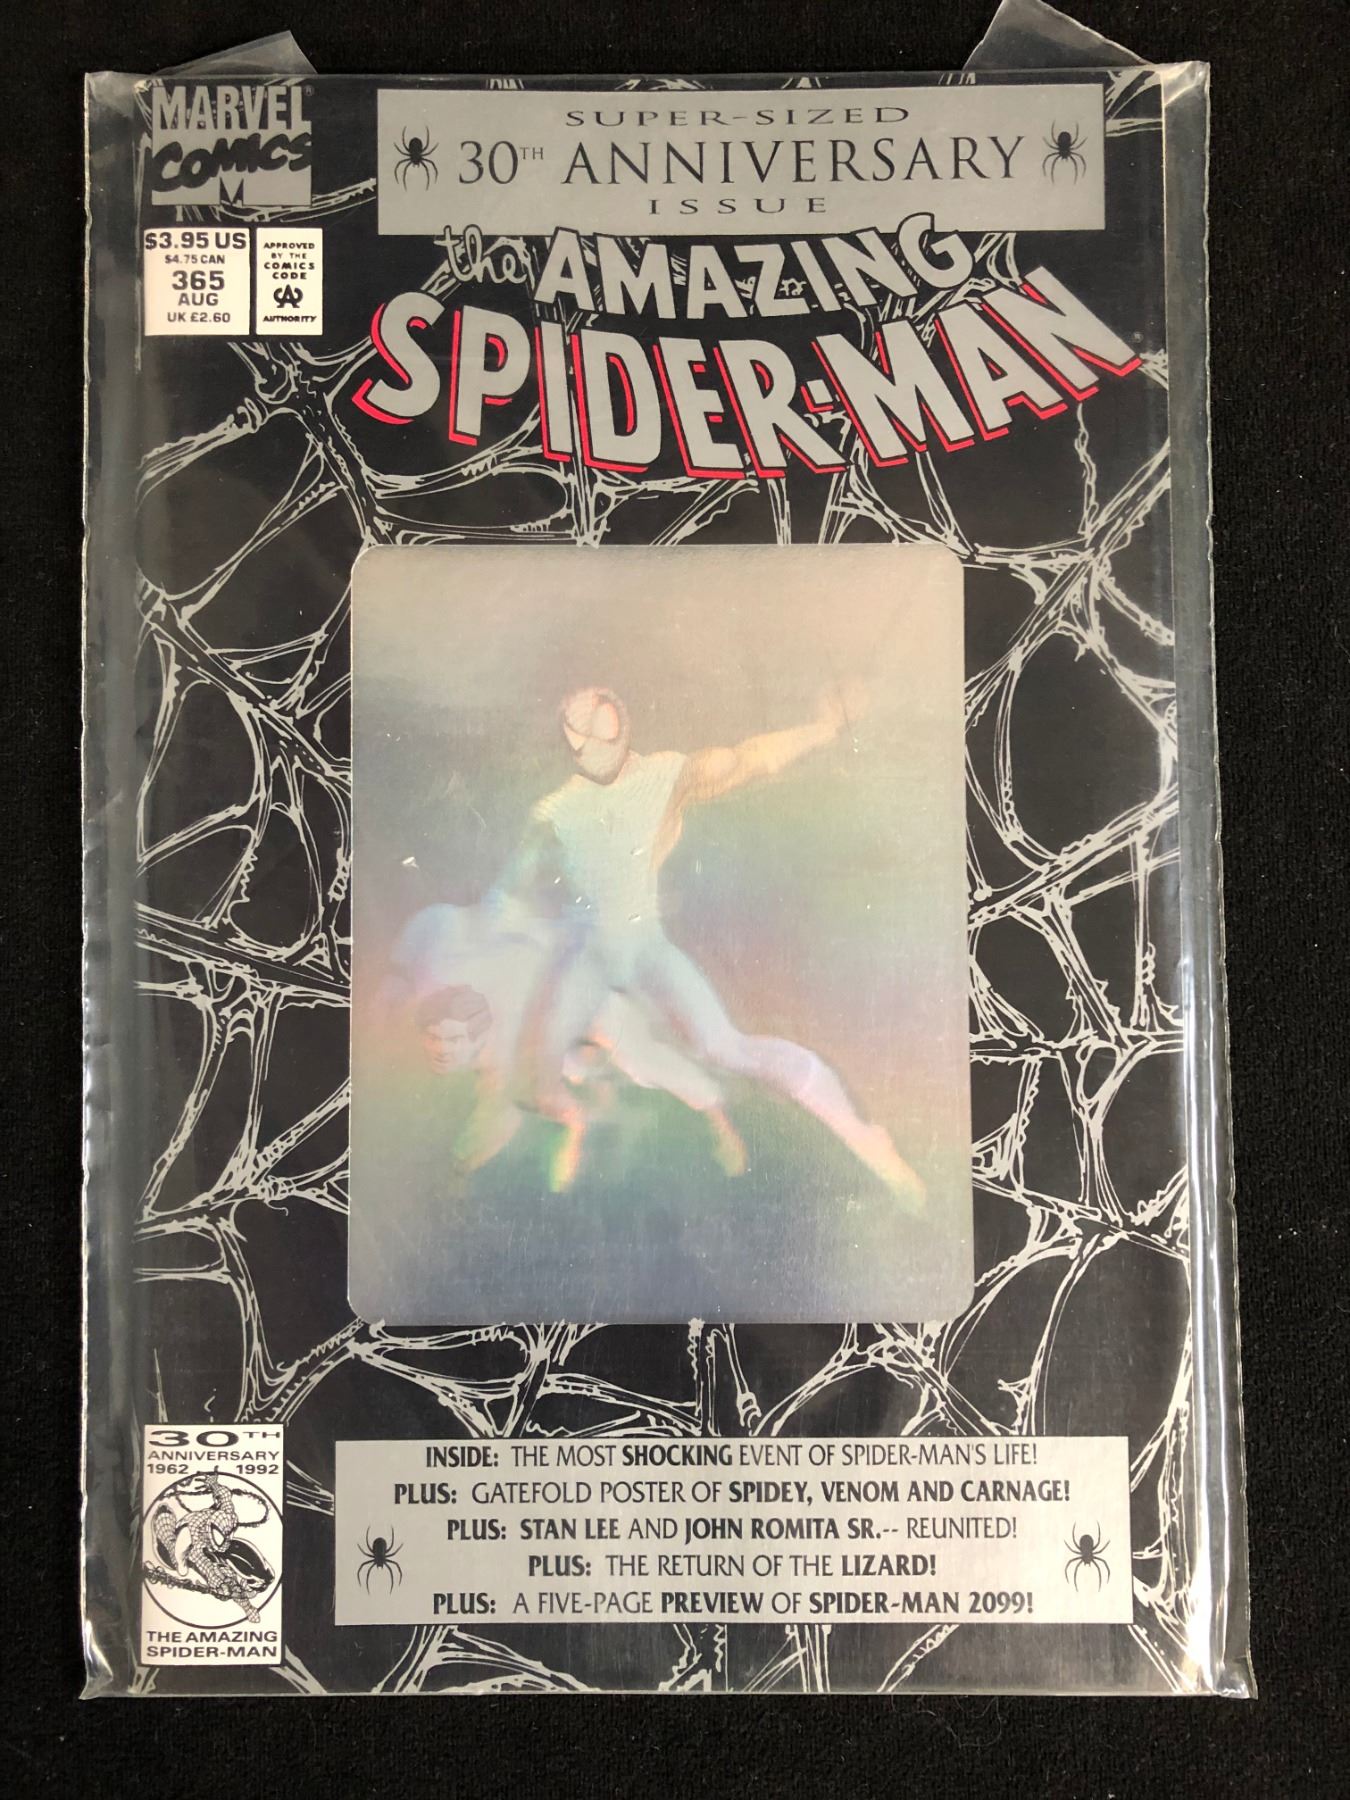 MARVEL
COMICS
M
SUPER-SIZED
30TH ANNIVERSARY
ISSUE
$3.95 US
$4.75 CAN
365
AUG
UK £2.60
APPROVED
BY THE
COMICS
CODE
CA
AUTHORITY
the AMAZING
SPIDER-MAN
30TH
ANNIVERSARY
1962 1992
THE AMAZING
SPIDER-MAN
INSIDE: THE MOST SHOCKING EVENT OF SPIDER-MAN'S LIFE!
PLUS: GATEFOLD POSTER OF SPIDEY, VENOM AND CARNAGE!
PLUS: STAN LEE AND JOHN ROMITA SR.-- REUNITED!
PLUS: THE RETURN OF THE LIZARD!
PLUS: A FIVE-PAGE PREVIEW OF SPIDER-MAN 2099!